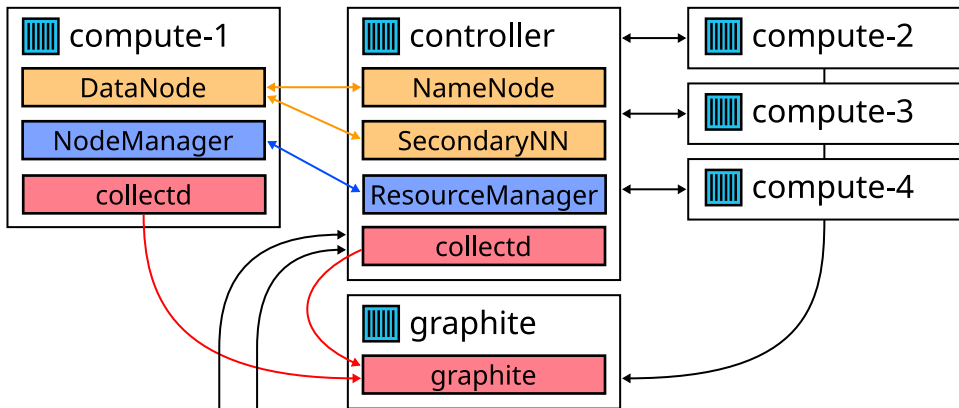 compute-1
DataNode
NodeManager
collectd
controller
NameNode
SecondaryNN
ResourceManager
collectd
graphite
graphite
compute-2
compute-3
compute-4